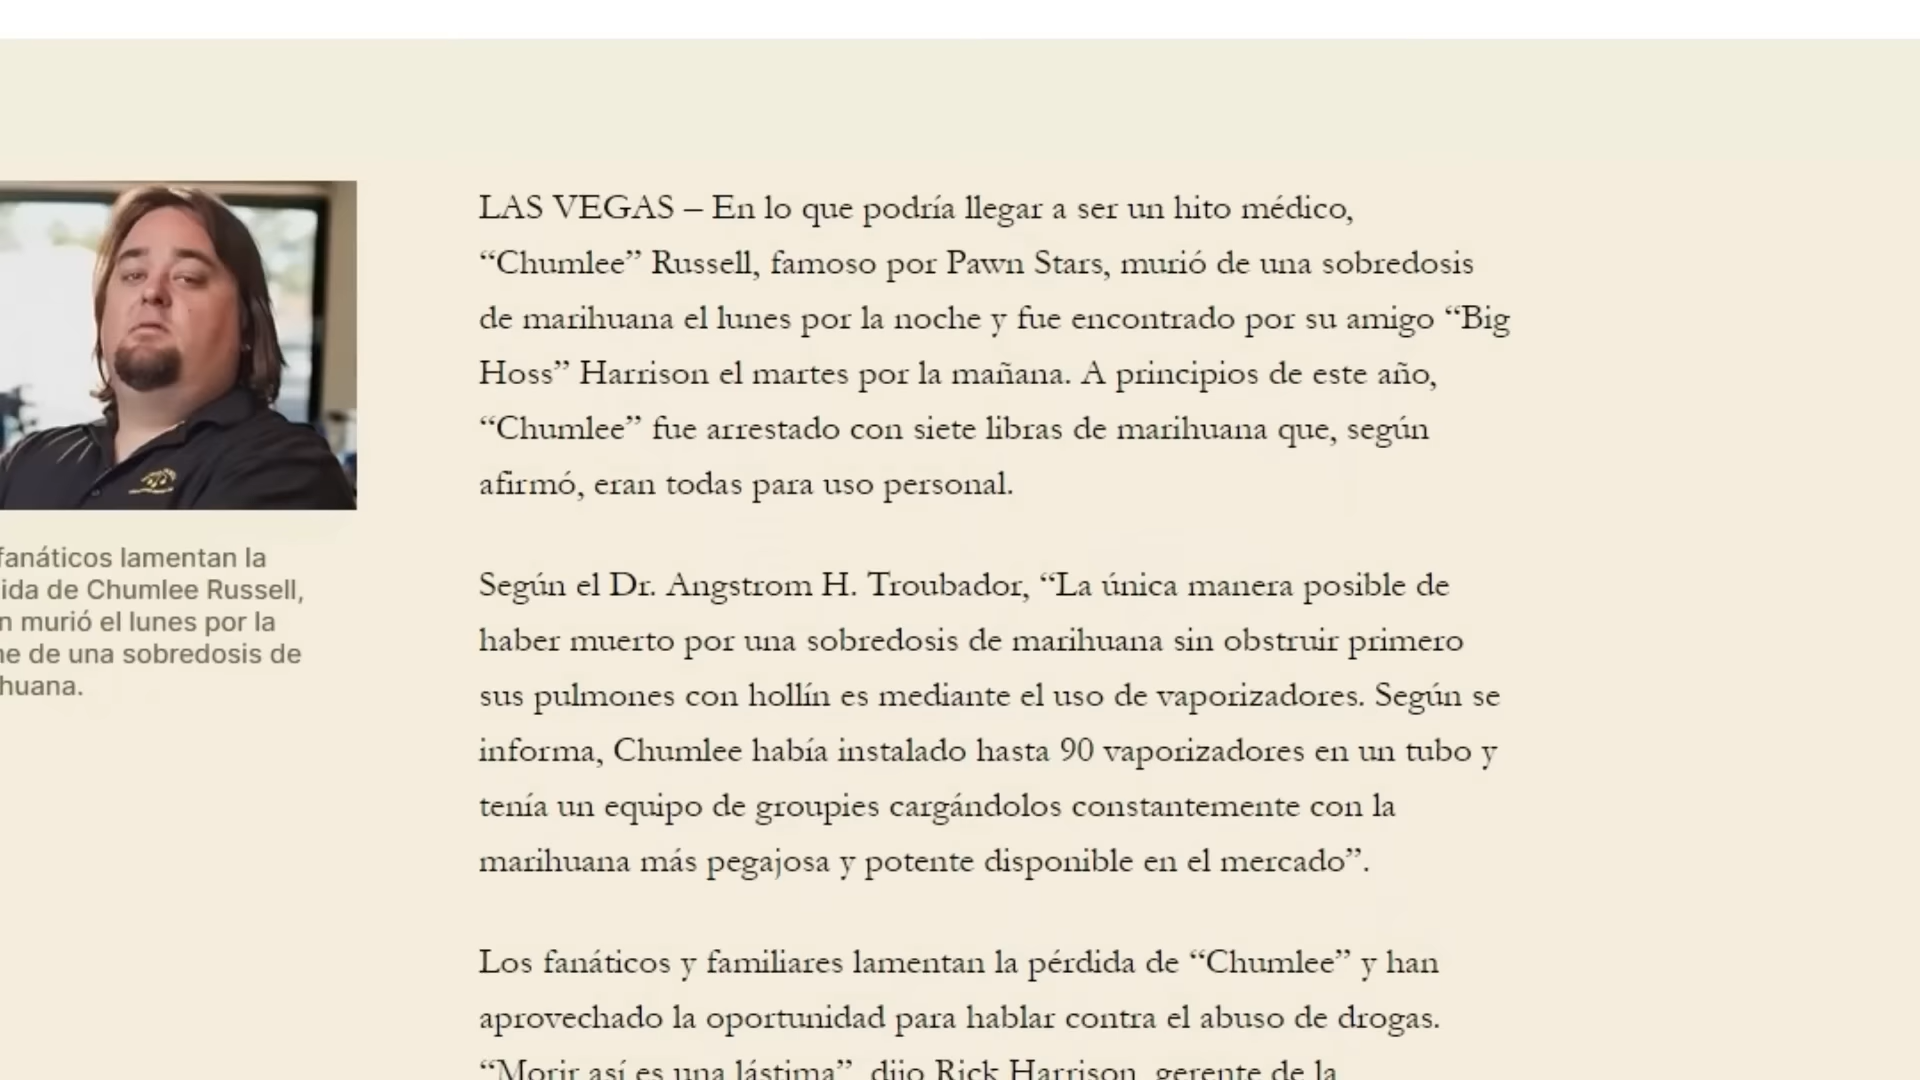 LAS VEGAS – En lo que podría llegar a ser un hito médico,
“Chumlee” Russell, famoso por Pawn Stars, murió de una sobredosis
de marihuana el lunes por la noche y fue encontrado por su amigo “Big
Hoss” Harrison el martes por la mañana. A principios de este año,
“Chumlee” fue arrestado con siete libras de marihuana que, según
afirmó, eran todas para uso personal.
fanáticos lamentan la
ida de Chumlee Russell,
n murió el lunes por la
he de una sobredosis de
huana.
Según el Dr. Angstrom H. Troubador, “La única manera posible de
haber muerto por una sobredosis de marihuana sin obstruir primero
sus pulmones con hollín es mediante el uso de vaporizadores. Según se
informa, Chumlee había instalado hasta 90 vaporizadores en un tubo y
tenía un equipo de groupies cargándolos constantemente con la
marihuana más pegajosa y potente disponible en el mercado”.
Los fanáticos y familiares lamentan la pérdida de “Chumlee” y han
aprovechado la oportunidad para hablar contra el abuso de drogas.
“Morir así es una lástima”, dijo Rick Harrison, gerente de la